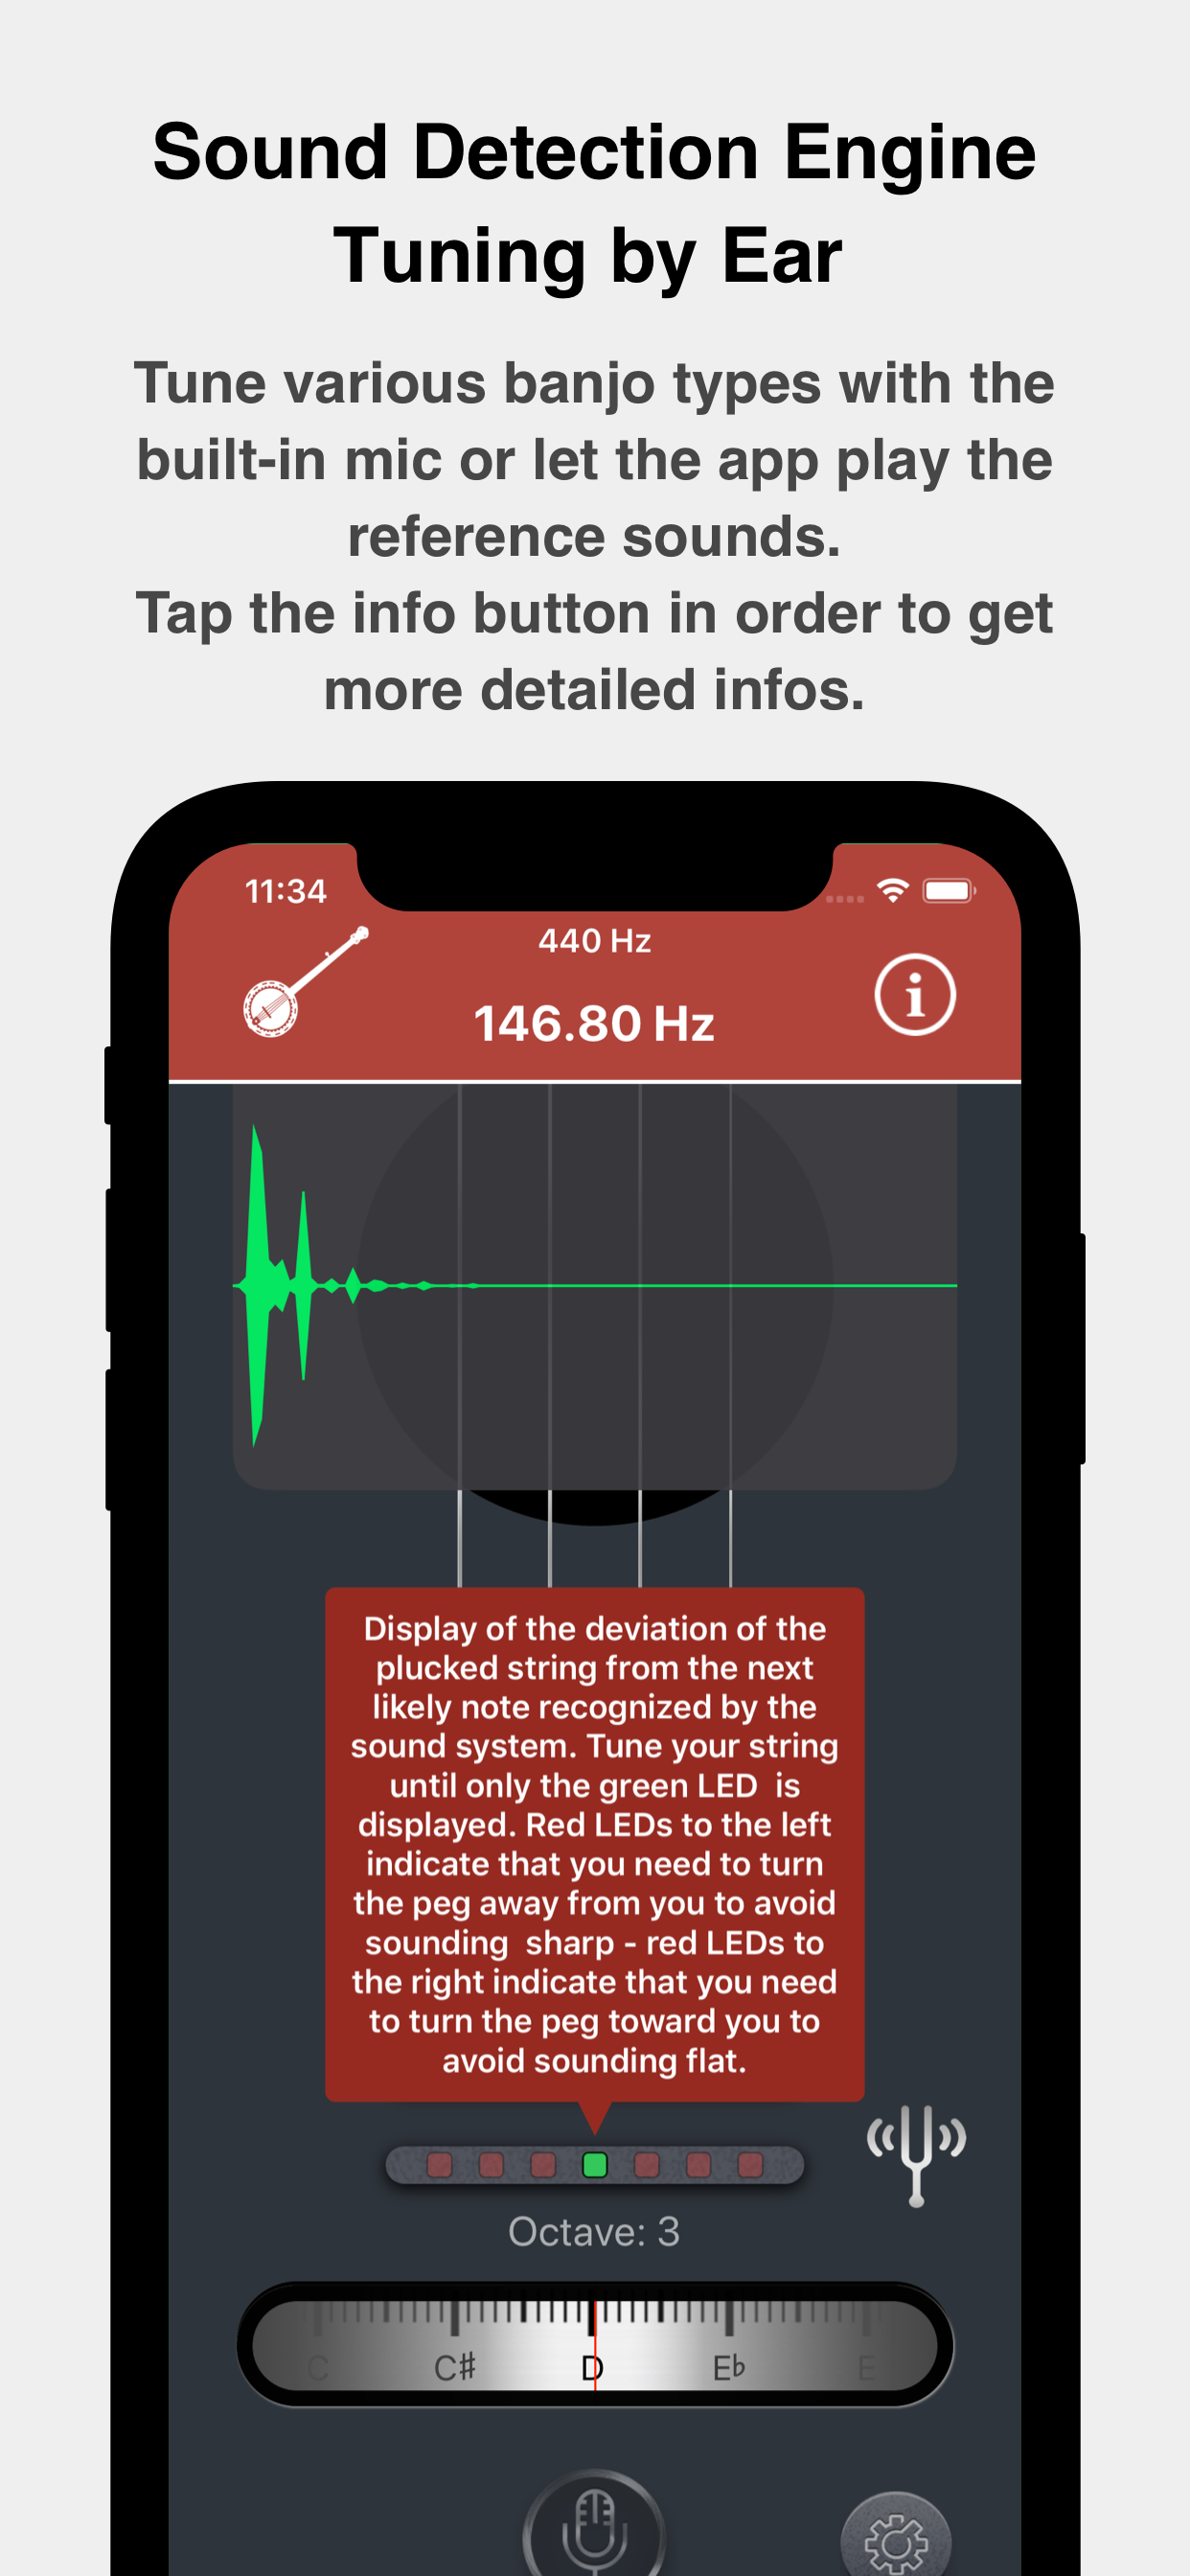 Sound Detection Engine
Tuning by Ear
Tune various banjo types with the
built-in mic or let the app play the
reference sounds.
Tap the info button in order to get
more detailed infos.
11:34
440 Hz
146.80 Hz
i
Display of the deviation of the
plucked string from the next
likely note recognized by the
sound system. Tune your string
until only the green LED  is
displayed. Red LEDs to the left
indicate that you need to turn
the peg away from you to avoid
sounding  sharp - red LEDs to
the right indicate that you need
to turn the peg toward you to
avoid sounding flat.
Octave: 3
C C♯ D E♭ E